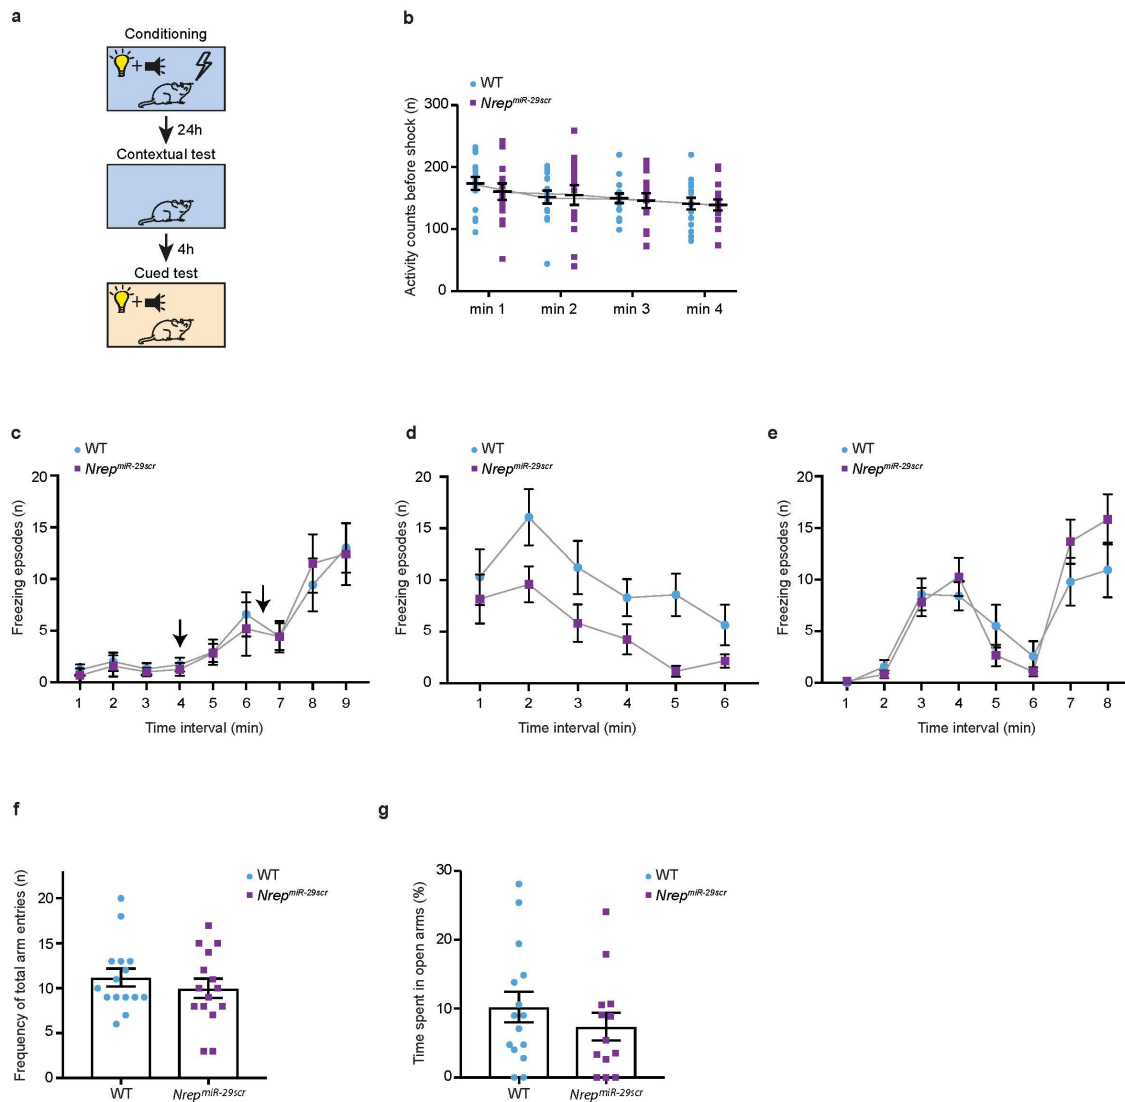 a
Conditioning
+
24h
Contextual test
4h
Cued test
+
b
WT
Nrep miR-29scr
Activity counts before shock (n)
300
200
100
0
min 1 min 2 min 3 min 4
c
WT
Nrep miR-29scr
Freezing episodes (n)
20
15
10
5
0
1 2 3 4 5 6 7 8 9
Time interval (min)
d
WT
Nrep miR-29scr
Freezing episodes (n)
20
15
10
5
0
1 2 3 4 5 6
Time interval (min)
e
WT
Nrep miR-29scr
Freezing episodes (n)
20
15
10
5
0
1 2 3 4 5 6 7 8
Time interval (min)
f
WT
Nrep miR-29scr
Frequency of total arm entries (n)
20
15
10
5
0
WT Nrep miR-29scr
g
WT
Nrep miR-29scr
Time spent in open arms (%)
30
20
10
0
WT Nrep miR-29scr